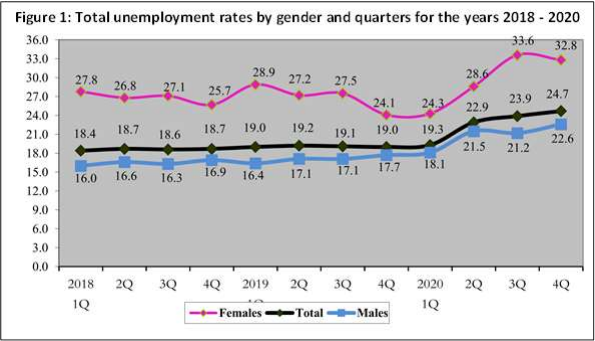 Figure 1: Total unemployment rates by gender and quarters for the years 2018 - 2020
36.0
33.0
30.0
27.0
24.0
21.0
18.0
15.0
12.0
9.0
6.0
3.0
0.0
27.8 26.8 27.1 25.7 28.9 27.2 27.5 24.1 24.3 28.6 33.6 32.8
18.4 18.7 18.6 18.7 19.0 19.2 19.1 19.0 19.3 22.9 23.9 24.7
16.0 16.6 16.3 16.9 16.4 17.1 17.1 17.7 18.1 21.5 21.2 22.6
2018 2Q 3Q 4Q 2019 2Q 3Q 4Q 2020 2Q 3Q 4Q
1Q 1Q 1Q
Females Total Males